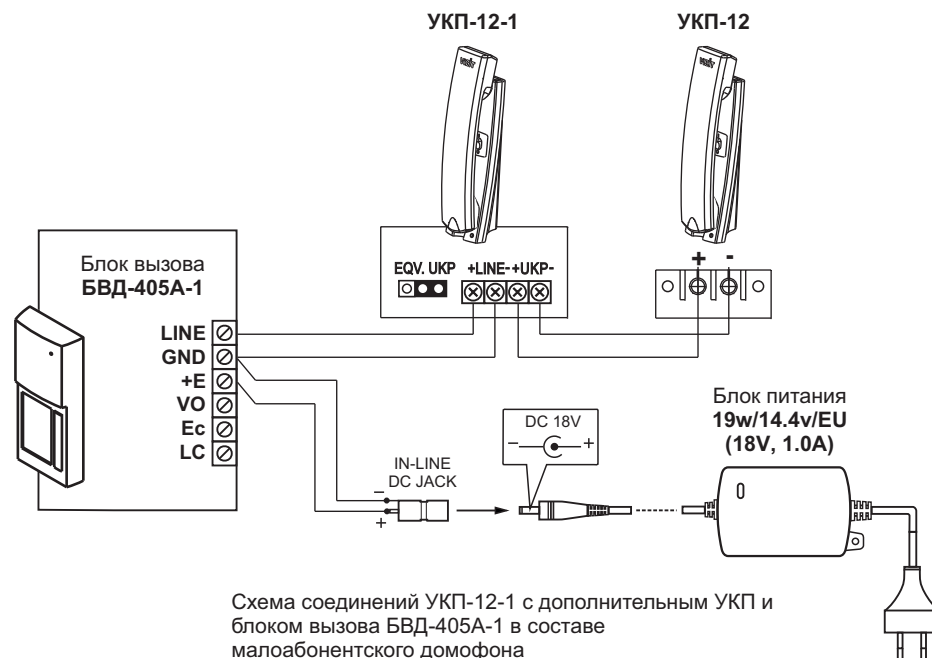 УКП-12-1
УКП-12
VIZIT
VIZIT
Блок вызова
БВД-405А-1
EQV. UKP +LINE- +UKP-
+ -
LINE
GND
+E
VO
Ec
LC
IN-LINE
DC JACK
−
+
DC 18V
− +
Блок питания
19w/14.4v/EU
(18V, 1.0A)
Схема соединений УКП-12-1 с дополнительным УКП и
блоком вызова БВД-405А-1 в составе
малоабонентского домофона